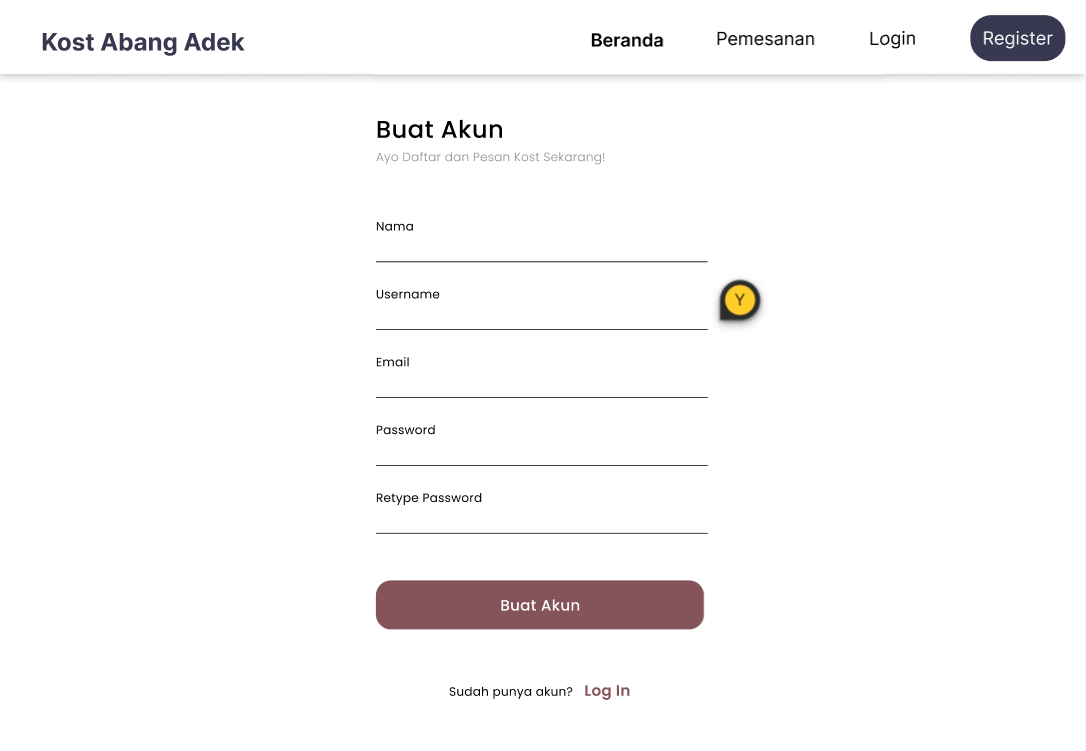 Kost Abang Adek
Beranda Pemesanan Login Register
Buat Akun
Ayo Daftar dan Pesan Kost Sekarang!
Nama
Username
Y
Email
Password
Retype Password
Buat Akun
Sudah punya akun? Log In